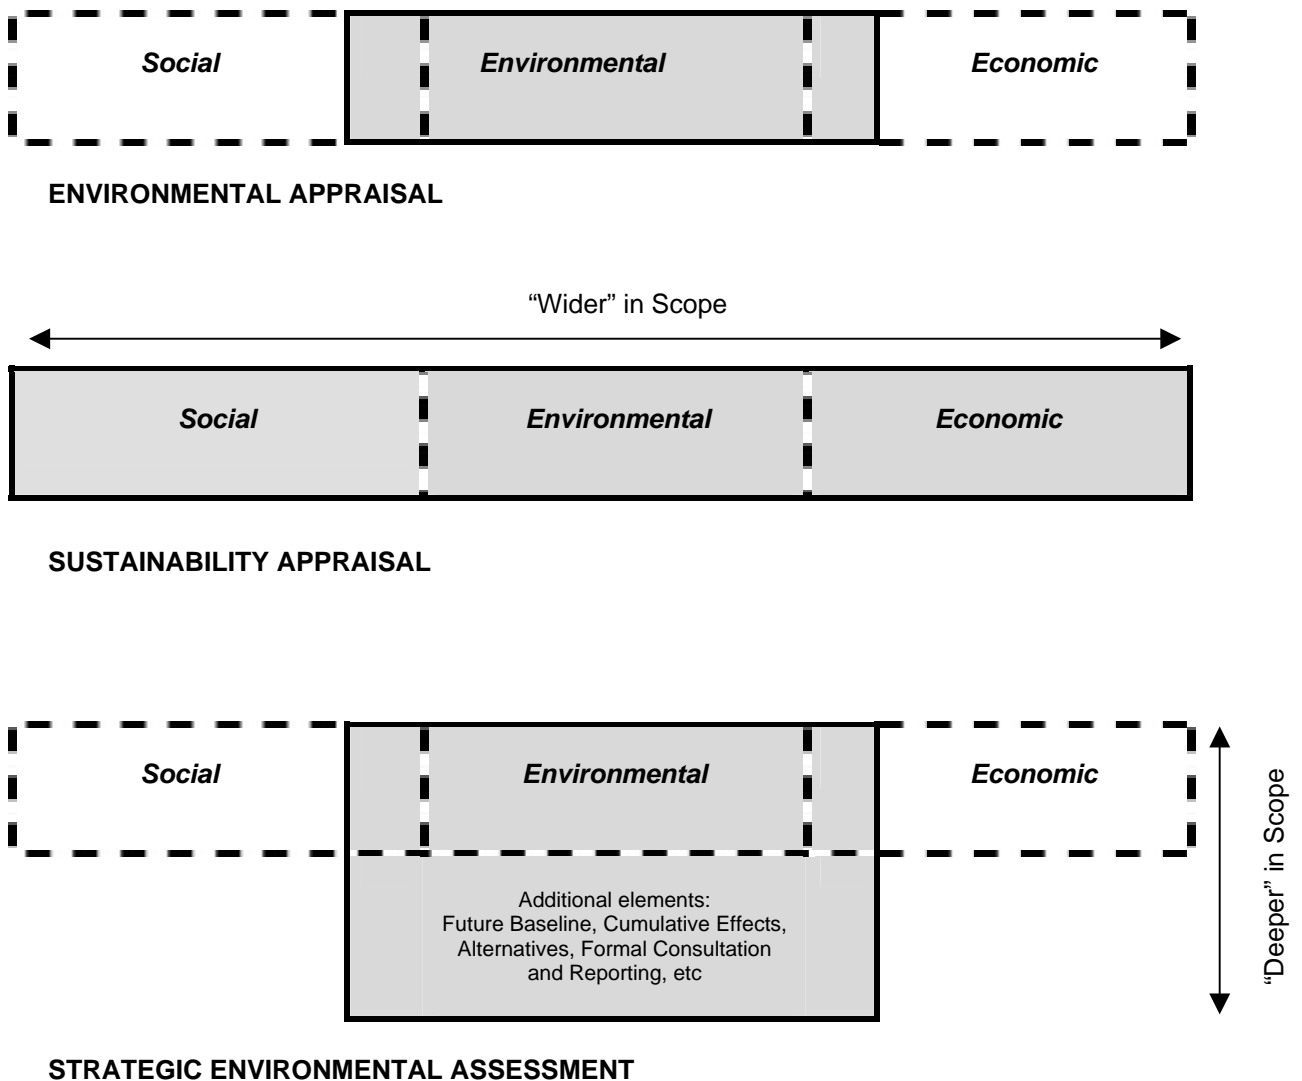 Social
Environmental
Economic
ENVIRONMENTAL APPRAISAL
“Wider” in Scope
Social
Environmental
Economic
SUSTAINABILITY APPRAISAL
Social
Environmental
Economic
“Deeper” in Scope
Additional elements:
Future Baseline, Cumulative Effects,
Alternatives, Formal Consultation
and Reporting, etc
STRATEGIC ENVIRONMENTAL ASSESSMENT